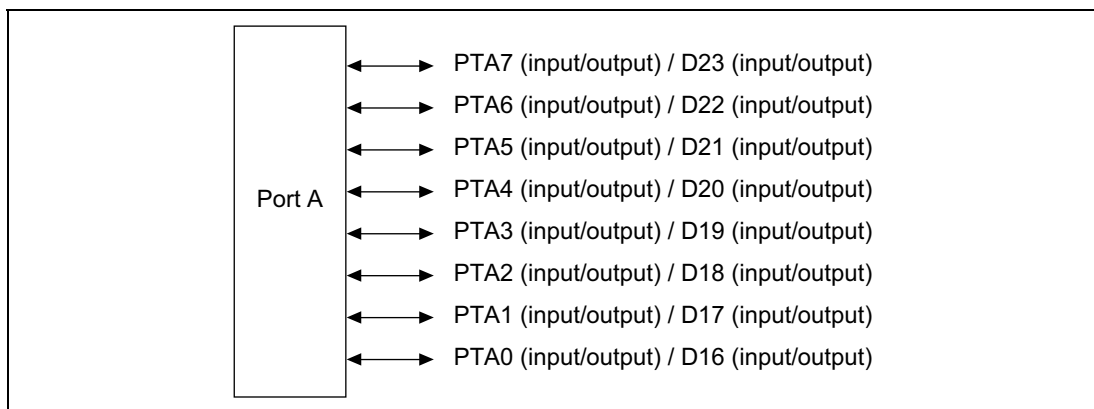 PTA7 (input/output) / D23 (input/output)
PTA6 (input/output) / D22 (input/output)
PTA5 (input/output) / D21 (input/output)
PTA4 (input/output) / D20 (input/output)
Port A
PTA3 (input/output) / D19 (input/output)
PTA2 (input/output) / D18 (input/output)
PTA1 (input/output) / D17 (input/output)
PTA0 (input/output) / D16 (input/output)